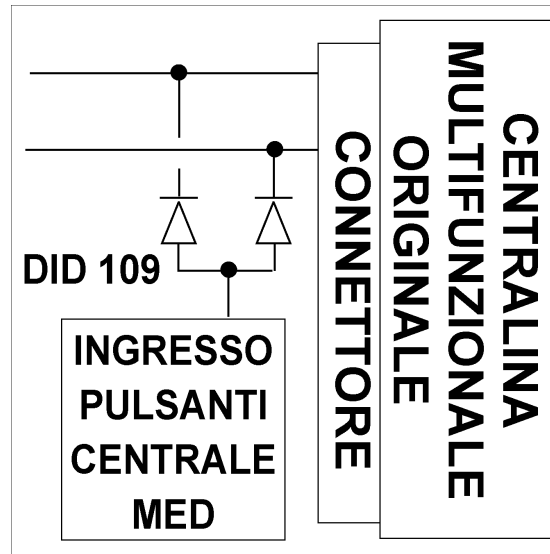 DID 109
INGRESSO
PULSANTI
CENTRALE
MED
CONNETTORE
CENTRALINA
MULTIFUNZIONALE
ORIGINALE